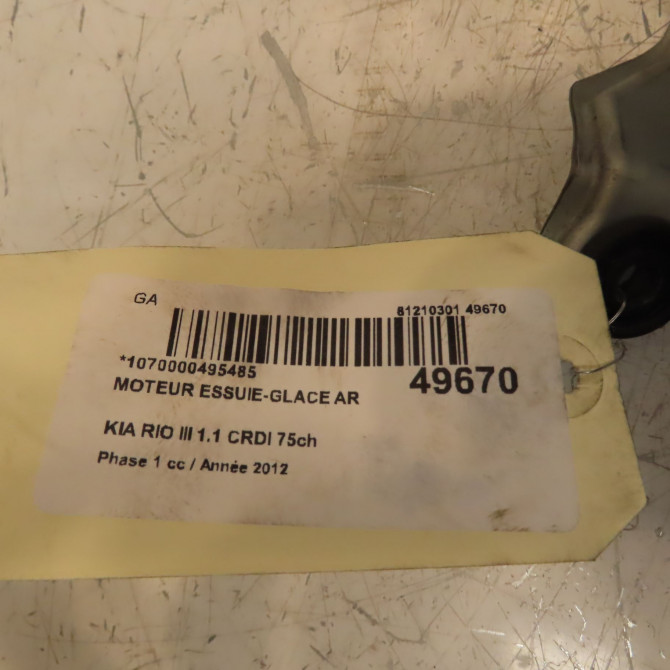 GA
81210301 49670
*1070000495485
49670
MOTEUR ESSUIE-GLACE AR
KIA RIO III 1.1 CRDI 75ch
Phase 1 cc / Année 2012